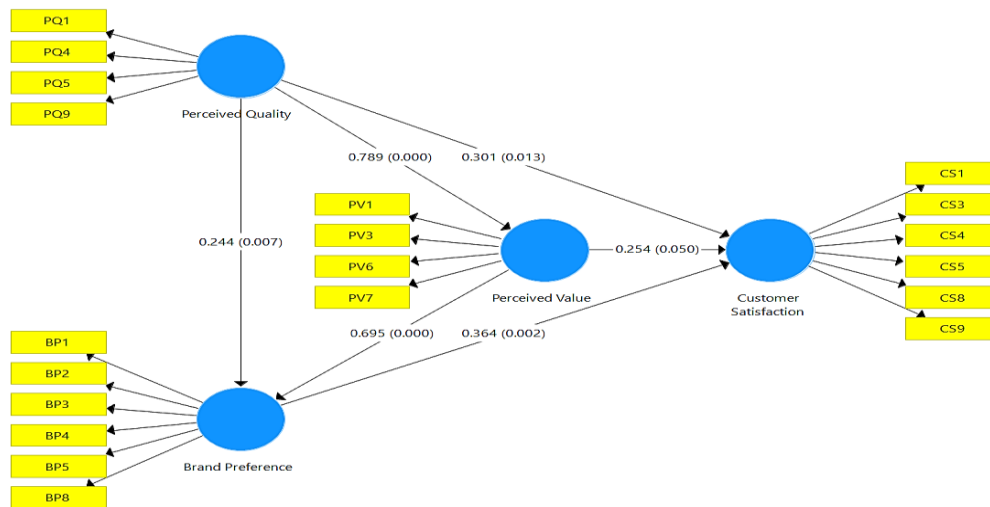 PQ1
PQ4
PQ5
PQ9
Perceived Quality
0.789 (0.000)
0.301 (0.013)
CS1
CS3
CS4
CS5
CS8
CS9
PV1
PV3
PV6
PV7
0.244 (0.007)
0.254 (0.050)
Perceived Value
Customer
Satisfaction
0.695 (0.000)
0.364 (0.002)
BP1
BP2
BP3
BP4
BP5
BP8
Brand Preference